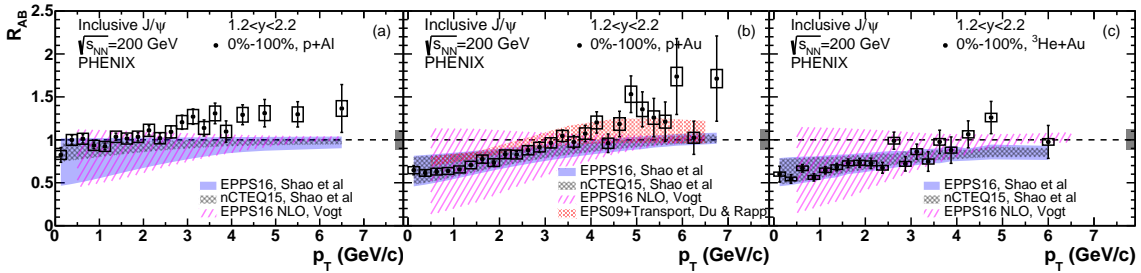 R_AB
2.5
2
1.5
1
0.5
0
Inclusive J/ψ
√s_NN=200 GeV
PHENIX
1.2<y<2.2
0%-100%, p+Al
(a)
EPPS16, Shao et al
nCTEQ15, Shao et al
EPPS16 NLO, Vogt
0 1 2 3 4 5 6 7
p_T (GeV/c)
Inclusive J/ψ
√s_NN=200 GeV
PHENIX
1.2<y<2.2
0%-100%, p+Au
(b)
EPPS16, Shao et al
nCTEQ15, Shao et al
EPPS16 NLO, Vogt
EPS09+Transport, Du & Rapp
0 1 2 3 4 5 6 7
p_T (GeV/c)
Inclusive J/ψ
√s_NN=200 GeV
PHENIX
1.2<y<2.2
0%-100%, ³He+Au
(c)
EPPS16, Shao et al
nCTEQ15, Shao et al
EPPS16 NLO, Vogt
0 1 2 3 4 5 6 7 8
p_T (GeV/c)